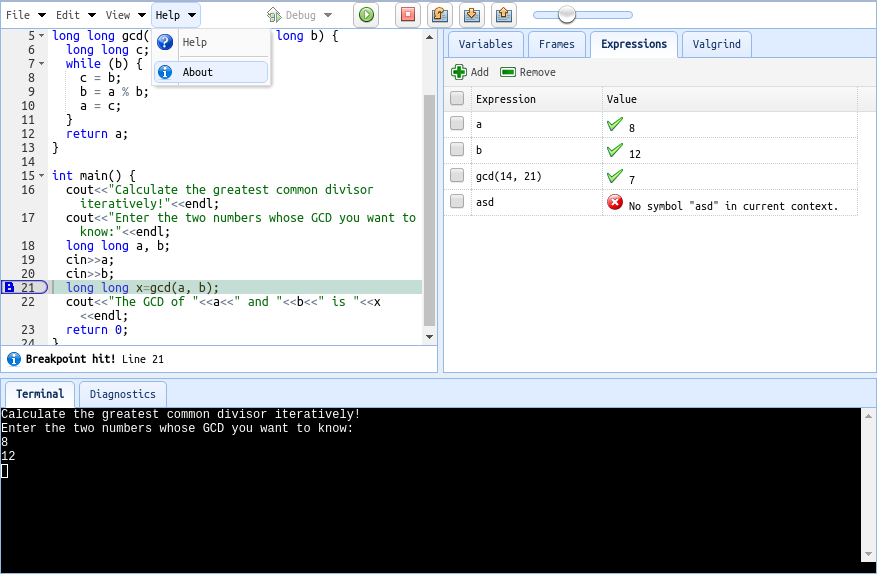 File Edit View Help Debug
Help
About
5 long long gcd( long b) {
6 long long c;
7 while (b) {
8 c = b;
9 b = a % b;
10 a = c;
11 }
12 return a;
13 }
14
15 int main() {
16 cout<<"Calculate the greatest common divisor
iteratively!"<<endl;
17 cout<<"Enter the two numbers whose GCD you want to
know:"<<endl;
18 long long a, b;
19 cin>>a;
20 cin>>b;
21 long long x=gcd(a, b);
22 cout<<"The GCD of "<<a<<" and "<<b<<" is "<<x
<<endl;
23 return 0;
24 }
Breakpoint hit! Line 21
Variables Frames Expressions Valgrind
Add Remove
Expression Value
a 8
b 12
gcd(14, 21) 7
asd No symbol "asd" in current context.
Terminal Diagnostics
Calculate the greatest common divisor iteratively!
Enter the two numbers whose GCD you want to know:
8
12